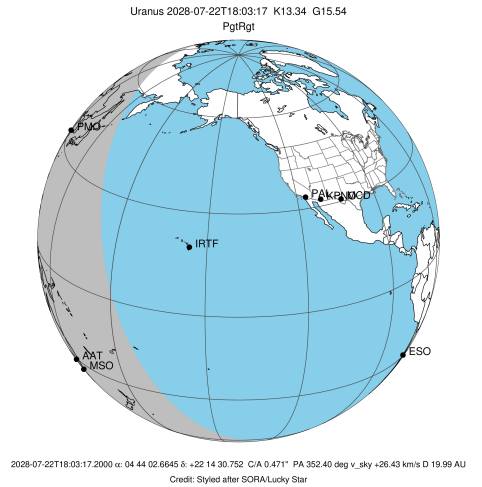 Uranus 2028-07-22T18:03:17 K13.34 G15.54
PgtRgt
PMO
PAL
KPNO
MCD
IRTF
AAT
MSO
ESO
2028-07-22T18:03:17.2000 α: 04 44 02.6645 δ: +22 14 30.752 C/A 0.471" PA 352.40 deg v_sky +26.43 km/s D 19.99 AU
Credit: Styled after SORA/Lucky Star